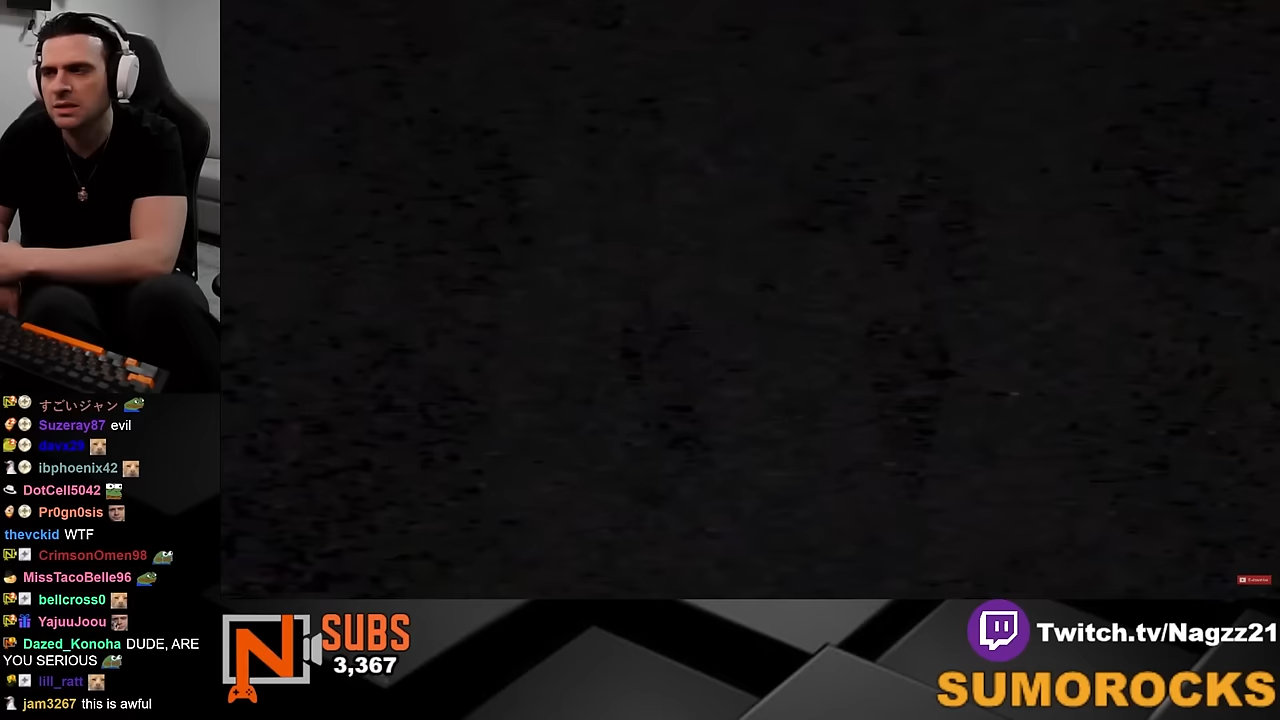 すごいジャン
Suzeray87 evil
davx29
ibphoenix42
DotCell5042
Pr0gn0sis
thevckid WTF
CrimsonOmen98
MissTacoBelle96
bellcross0
YajuuJoou
Dazed_Konoha DUDE, ARE
YOU SERIOUS
lill_ratt
jam3267 this is awful
N SUBS
3,367
Twitch.tv/Nagzz21
SUMOROCKS